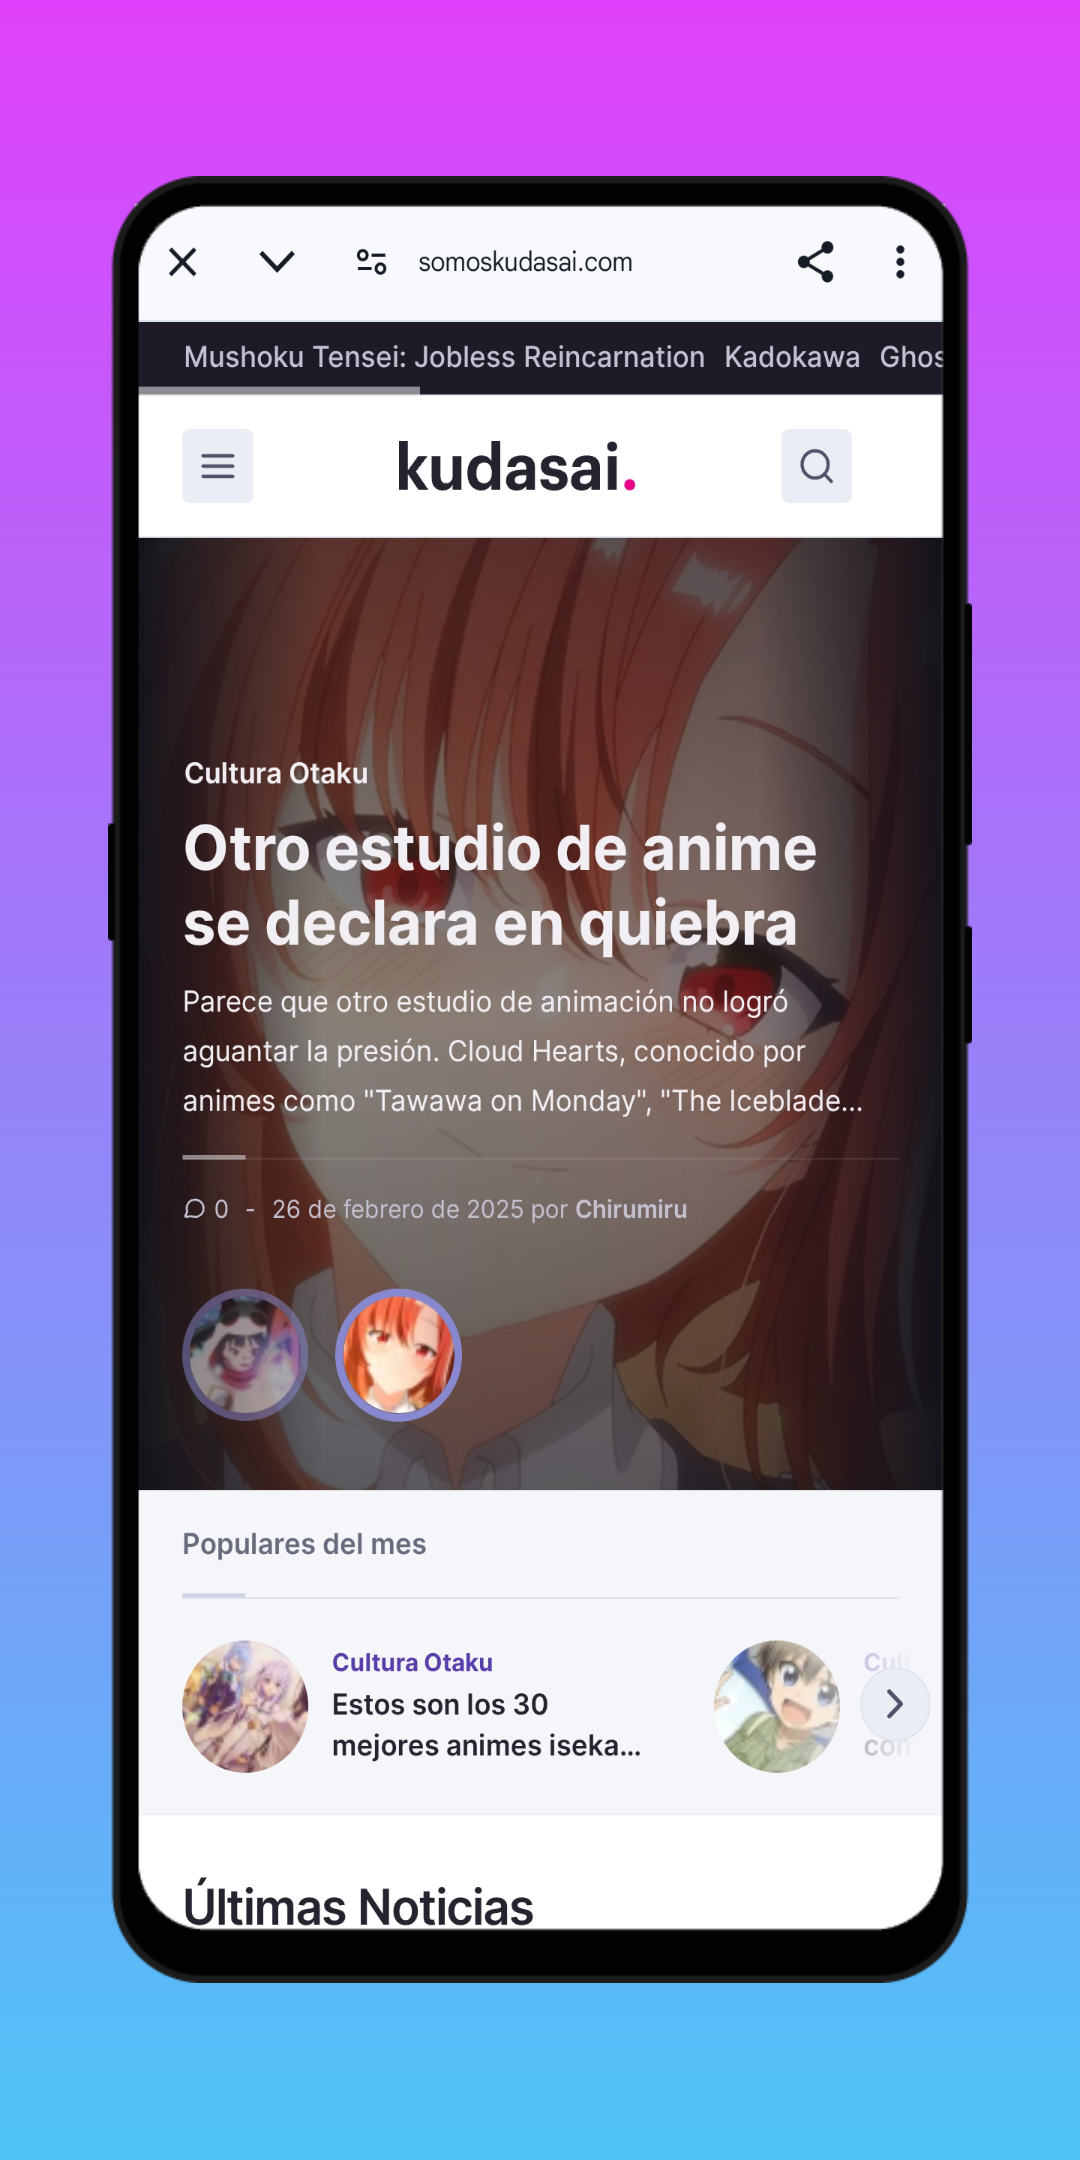 somoskudasai.com
Mushoku Tensei: Jobless Reincarnation Kadokawa Ghos
kudasai.
Cultura Otaku
Otro estudio de anime
se declara en quiebra
Parece que otro estudio de animación no logró
aguantar la presión. Cloud Hearts, conocido por
animes como "Tawawa on Monday", "The Iceblade...
0 - 26 de febrero de 2025 por Chirumiru
Populares del mes
Cultura Otaku
Estos son los 30
mejores animes iseka...
Cult
com
Últimas Noticias